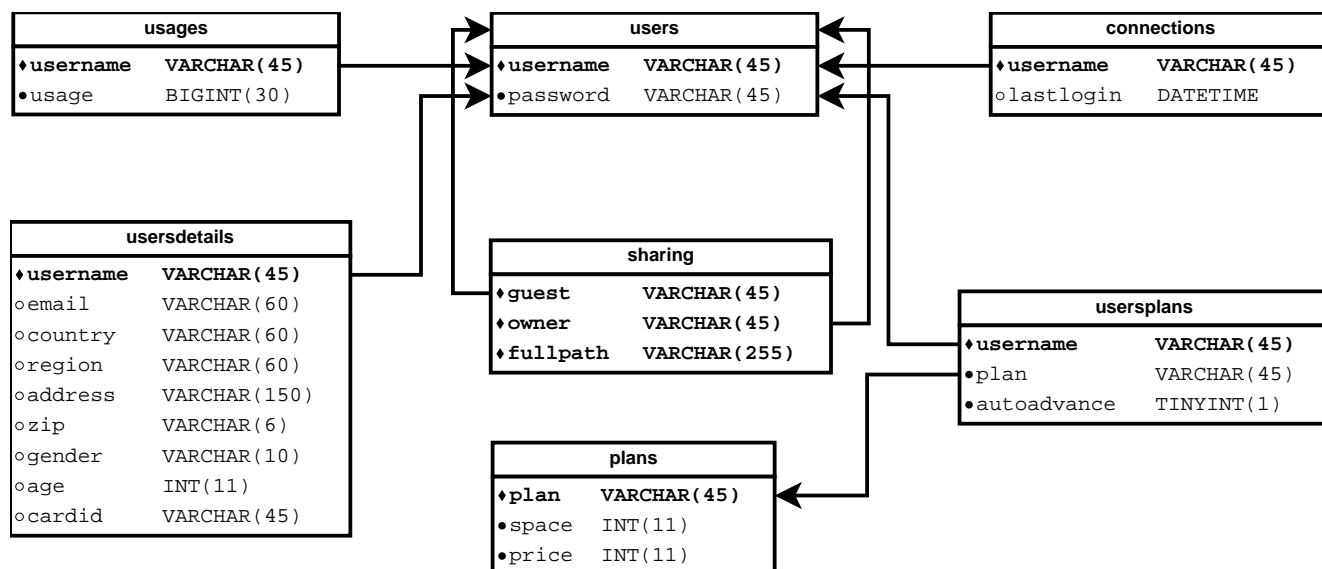 usages
username VARCHAR(45)
usage BIGINT(30)
users
username VARCHAR(45)
password VARCHAR(45)
connections
username VARCHAR(45)
lastlogin DATETIME
usersdetails
username VARCHAR(45)
email VARCHAR(60)
country VARCHAR(60)
region VARCHAR(60)
address VARCHAR(150)
zip VARCHAR(6)
gender VARCHAR(10)
age INT(11)
cardid VARCHAR(45)
sharing
guest VARCHAR(45)
owner VARCHAR(45)
fullpath VARCHAR(255)
usersplans
username VARCHAR(45)
plan VARCHAR(45)
autoadvance TINYINT(1)
plans
plan VARCHAR(45)
space INT(11)
price INT(11)